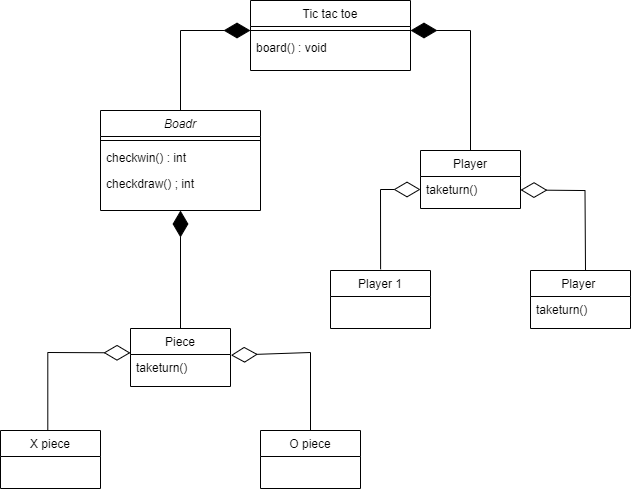 Tic tac toe
board() : void
Boadr
checkwin() : int
checkdraw() ; int
Player
taketurn()
Player 1
Player
taketurn()
Piece
taketurn()
X piece
O piece